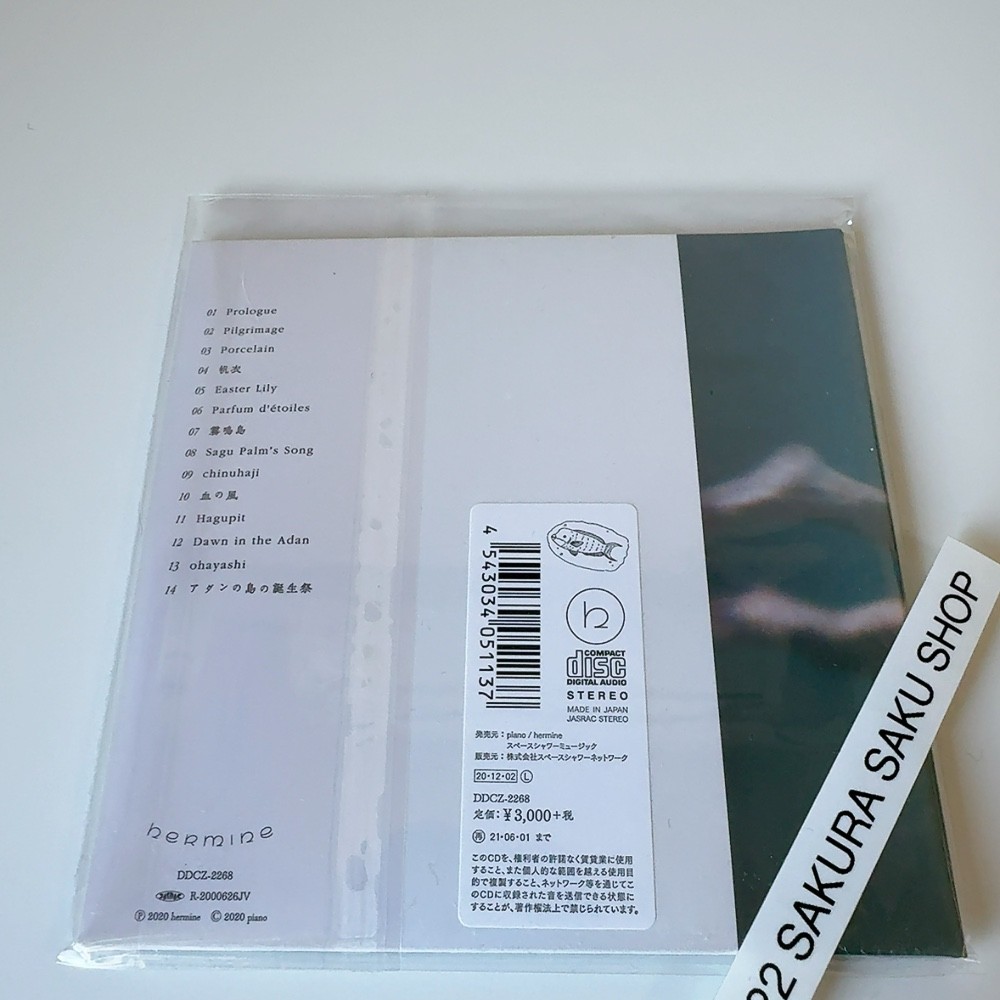 01 Prologue
02 Pilgrimage
03 Porcelain
04 帆衣
05 Easter Lily
06 Parfum d'étoiles
07 霧鳴島
08 Sagu Palm's Song
09 chinuhaji
10 血の風
11 Hagupit
12 Dawn in the Adan
13 ohayashi
14 アダンの島の誕生祭
hermine
DDCZ-2268
R-2000626JV
Ⓟ 2020 hermine © 2020 piano
4 543034 051137
h
COMPACT
disc
DIGITAL AUDIO
STEREO
MADE IN JAPAN
JASRAC STEREO
発売元：piano / hermine
スペースシャワーミュージック
販売元：株式会社スペースシャワーネットワーク
20・12・02 Ⓛ
DDCZ-2268
定価：¥3,000+税
再 21・06・01 まで
このCDを、権利者の許諾なく賃貸業に使用
すること、また個人的な範囲を越える使用目
的で複製すること、ネットワーク等を通じてこ
のCDに収録された音を送信できる状態に
することが、著作権法上で禁じられています。
22 SAKURA SAKU SHOP